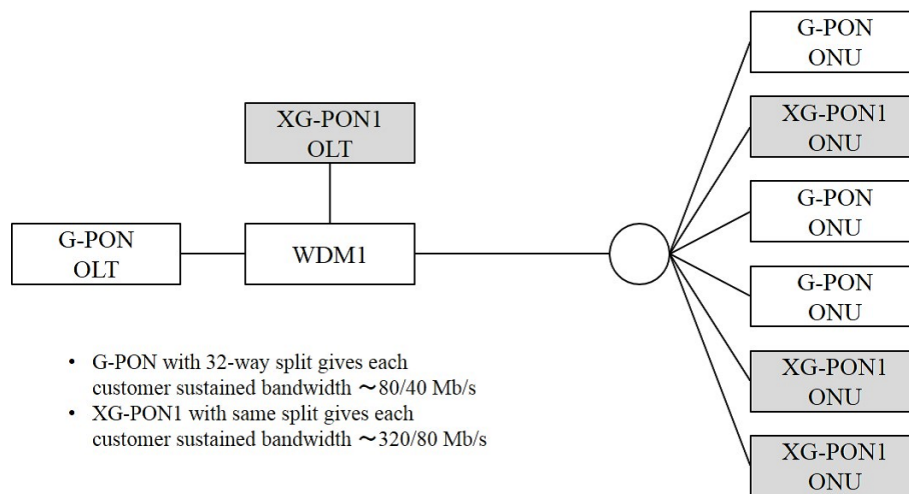 G-PON
ONU
XG-PON1
OLT
XG-PON1
ONU
G-PON
ONU
G-PON
OLT
WDM1
G-PON
ONU
• G-PON with 32-way split gives each
customer sustained bandwidth ～80/40 Mb/s
• XG-PON1 with same split gives each
customer sustained bandwidth ～320/80 Mb/s
XG-PON1
ONU
XG-PON1
ONU